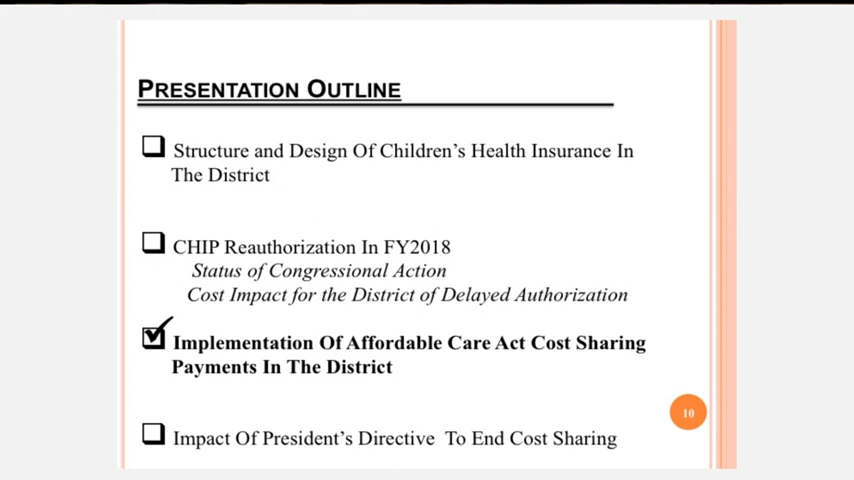 PRESENTATION OUTLINE
Structure and Design Of Children's Health Insurance In
The District
CHIP Reauthorization In FY2018
Status of Congressional Action
Cost Impact for the District of Delayed Authorization
Implementation Of Affordable Care Act Cost Sharing
Payments In The District
10
Impact Of President's Directive To End Cost Sharing